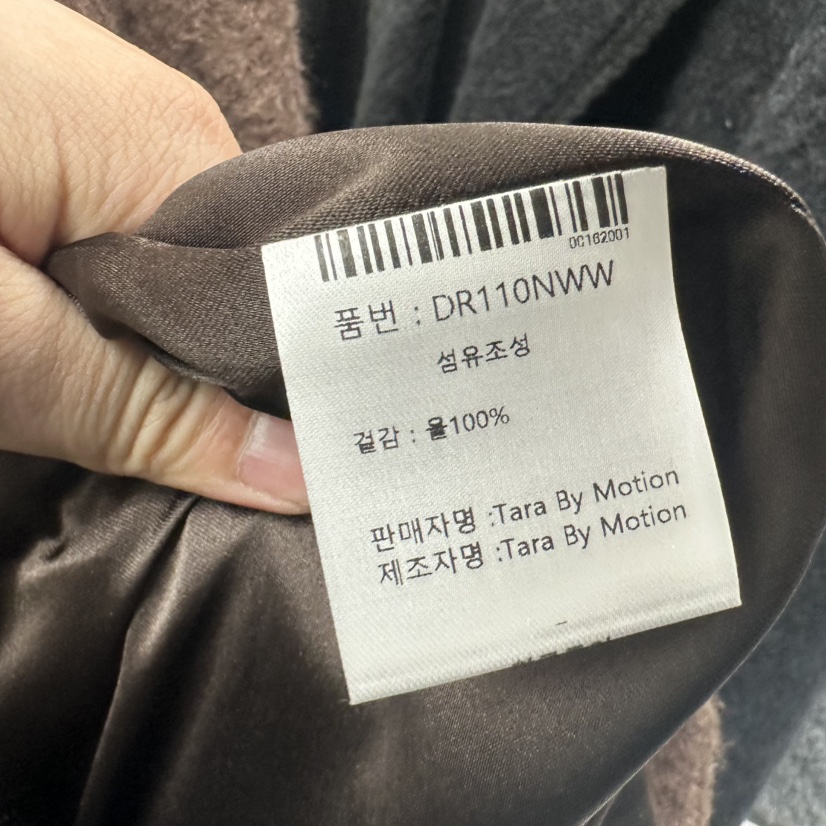 00162001
품번 : DR110NWW
섬유조성
겉감 : 울100%
판매자명 :Tara By Motion
제조자명 :Tara By Motion